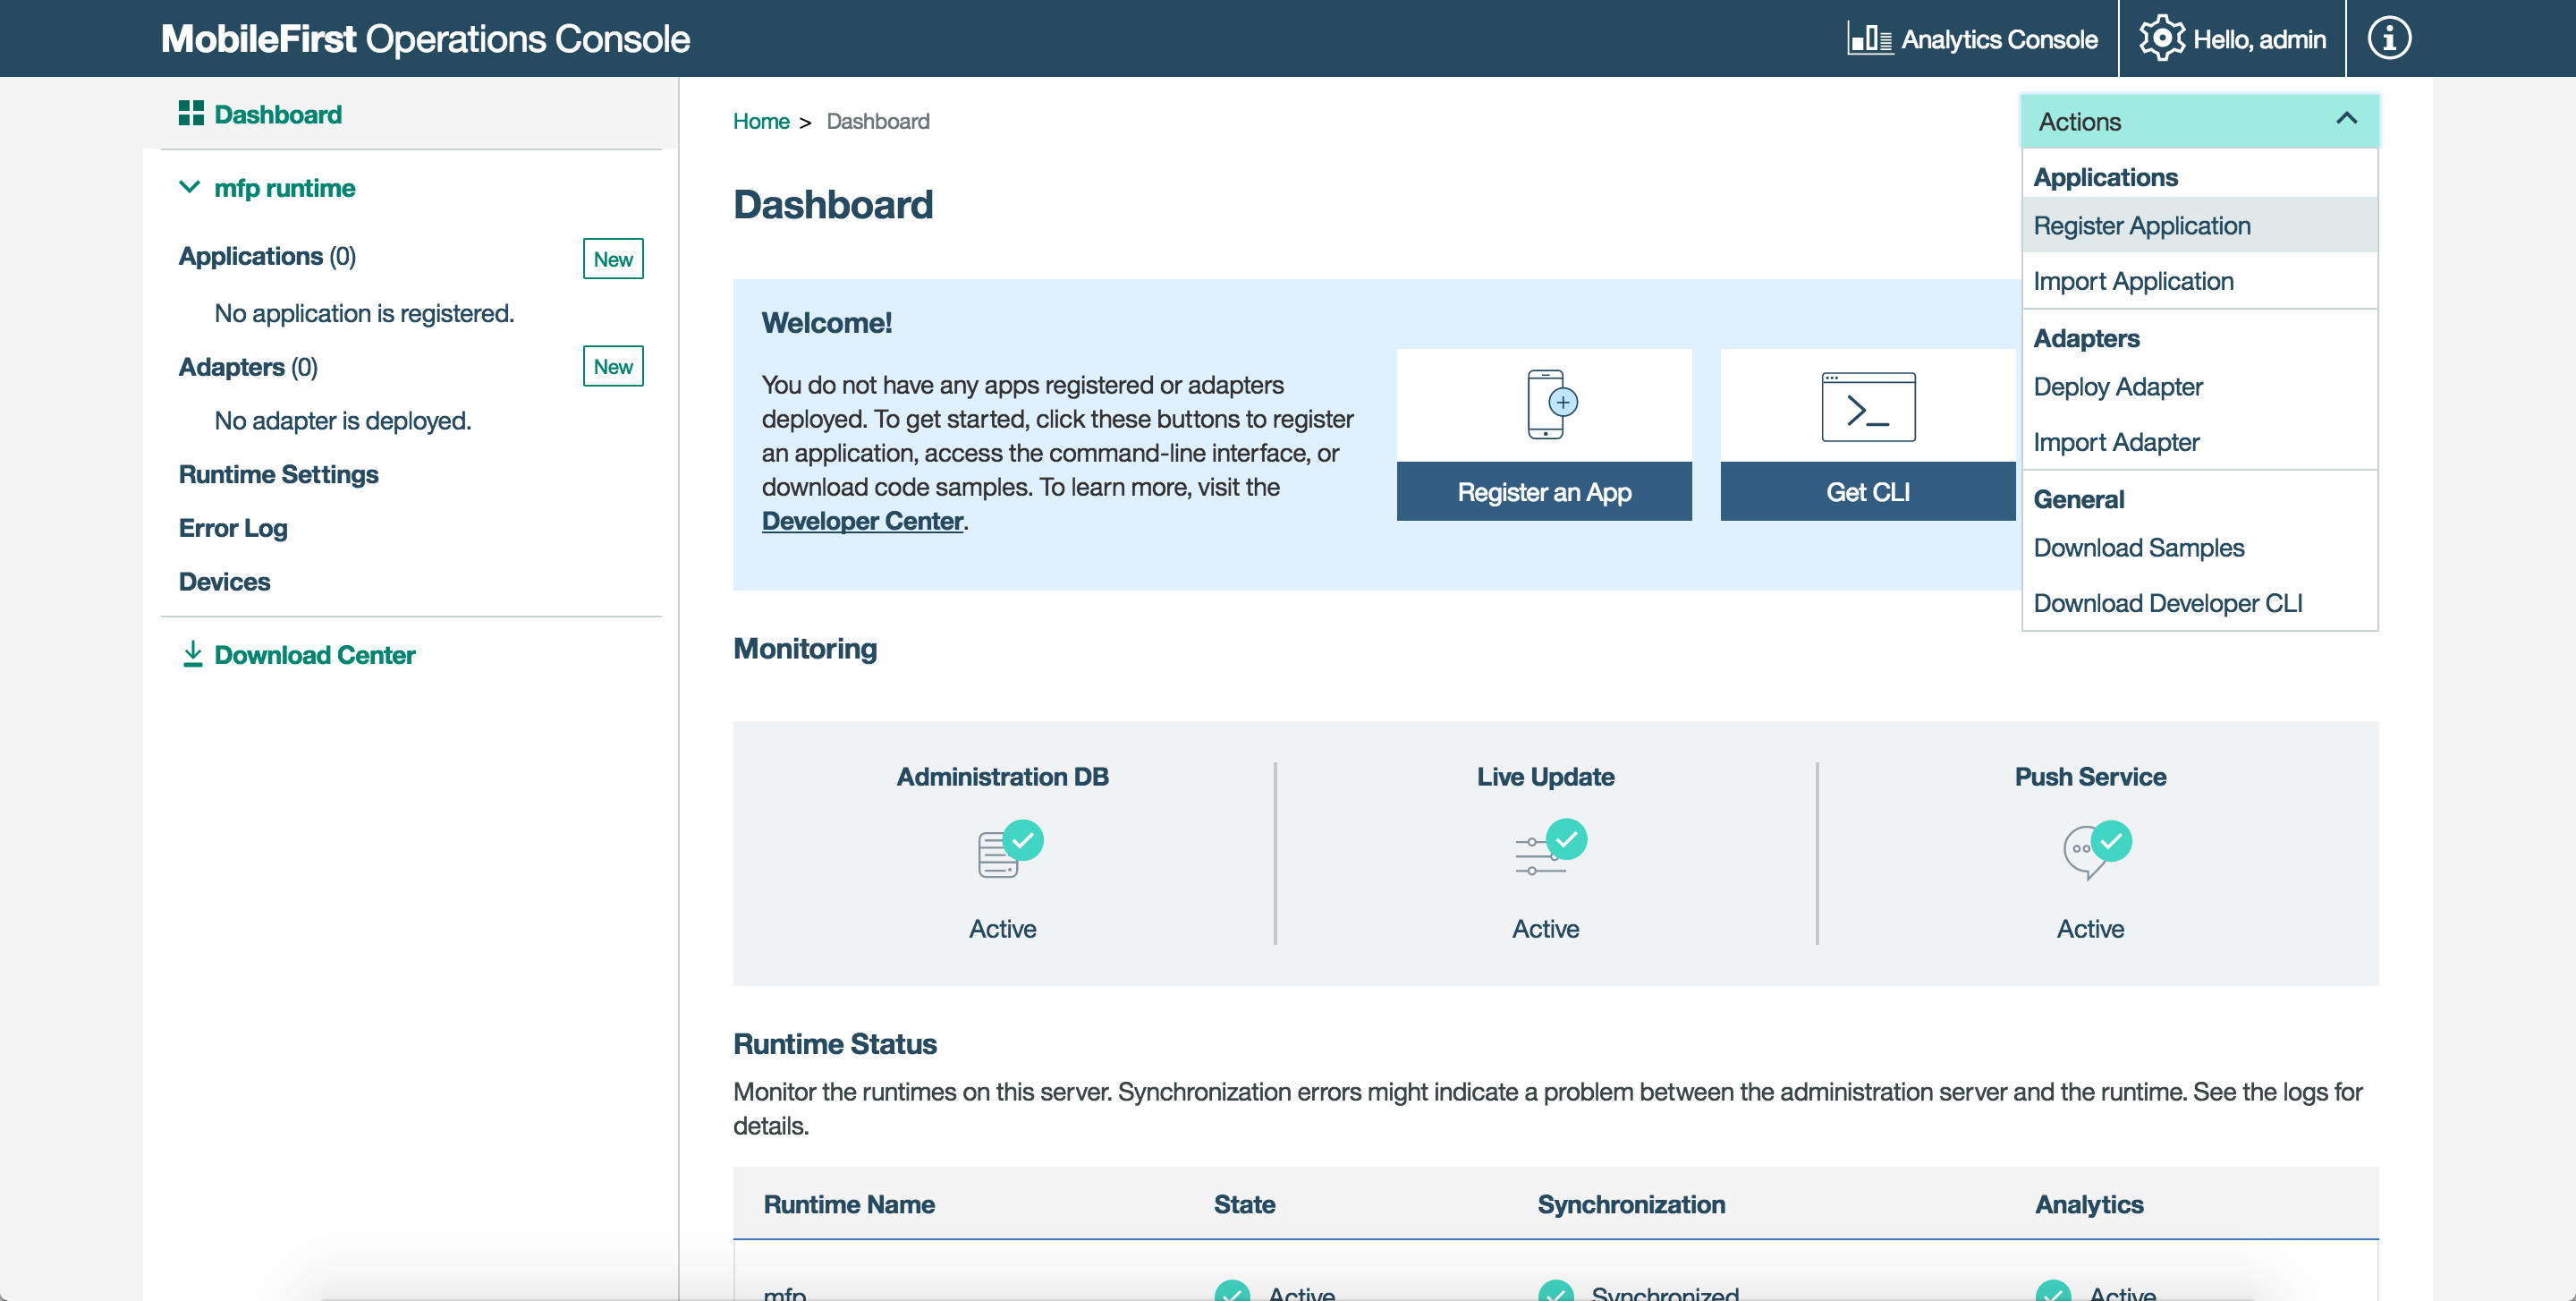 MobileFirst Operations Console
Analytics Console
Hello, admin
Dashboard
mfp runtime
Applications (0)
New
No application is registered.
Adapters (0)
New
No adapter is deployed.
Runtime Settings
Error Log
Devices
Download Center
Home > Dashboard
Actions
Applications
Register Application
Import Application
Adapters
Deploy Adapter
Import Adapter
General
Download Samples
Download Developer CLI
Dashboard
Welcome!
You do not have any apps registered or adapters
deployed. To get started, click these buttons to register
an application, access the command-line interface, or
download code samples. To learn more, visit the
Developer Center.
Register an App
Get CLI
Monitoring
Administration DB
Live Update
Push Service
Active
Active
Active
Runtime Status
Monitor the runtimes on this server. Synchronization errors might indicate a problem between the administration server and the runtime. See the logs for
details.
Runtime Name
State
Synchronization
Analytics
mfp
Active
Synchronized
Active